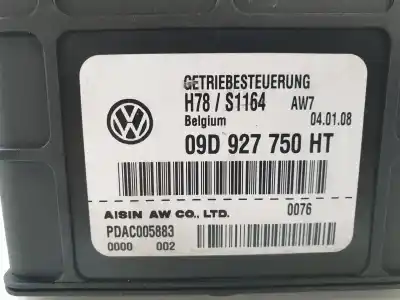 GETRIEBESTEUERUNG
H78 / S1164 AW7
Belgium 04.01.08
09D 927 750 HT
AISIN AW CO., LTD. 0076
PDAC005883
0000 002